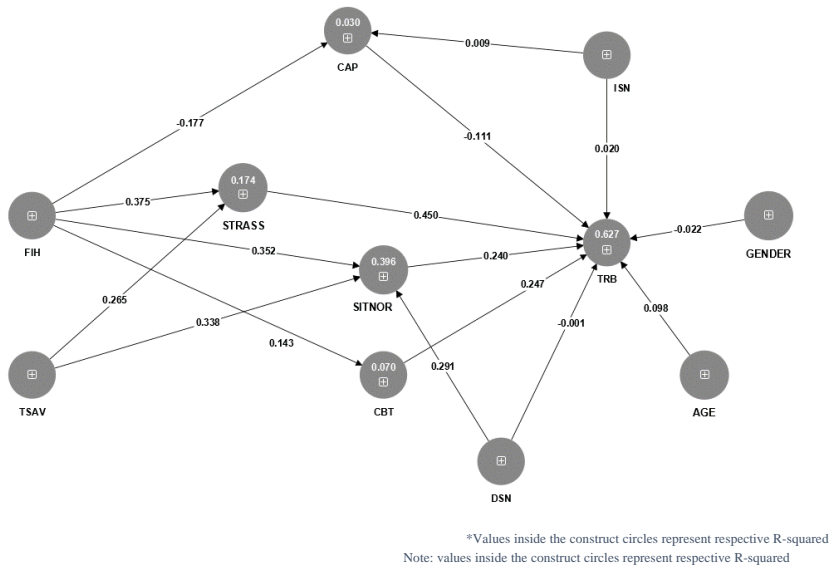 0.030
CAP
0.009
ISN
-0.177
-0.111
0.020
0.174
STRASS
0.375
0.450
FIH
0.352
0.265
0.396
SITNOR
0.240
0.627
TRB
-0.022
GENDER
0.338
0.143
0.247
-0.001
0.098
TSAV
0.070
CBT
0.291
AGE
DSN
*Values inside the construct circles represent respective R-squared
Note: values inside the construct circles represent respective R-squared